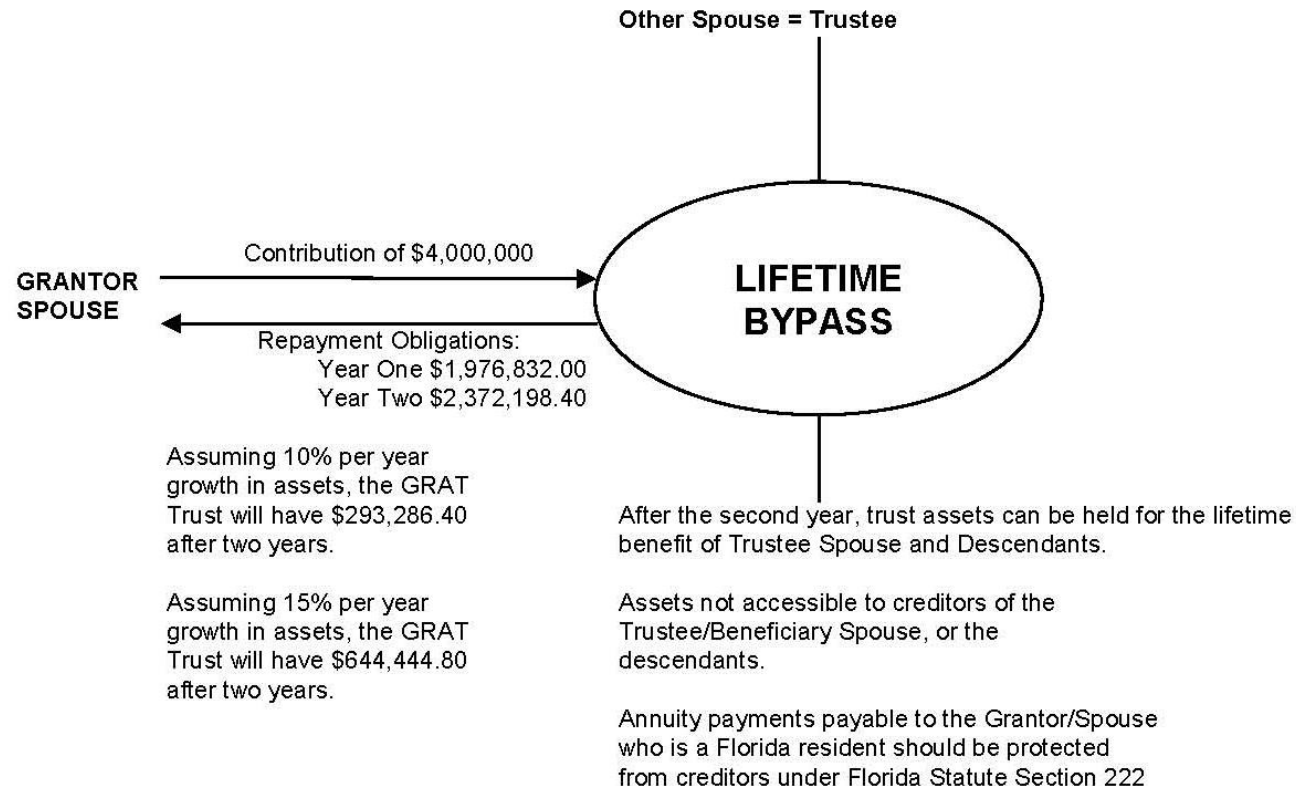 Other Spouse = Trustee
Contribution of $4,000,000
GRANTOR
SPOUSE
LIFETIME
BYPASS
Repayment Obligations:
Year One $1,976,832.00
Year Two $2,372,198.40
Assuming 10% per year
growth in assets, the GRAT
Trust will have $293,286.40
after two years.
Assuming 15% per year
growth in assets, the GRAT
Trust will have $644,444.80
after two years.
After the second year, trust assets can be held for the lifetime
benefit of Trustee Spouse and Descendants.
Assets not accessible to creditors of the
Trustee/Beneficiary Spouse, or the
descendants.
Annuity payments payable to the Grantor/Spouse
who is a Florida resident should be protected
from creditors under Florida Statute Section 222